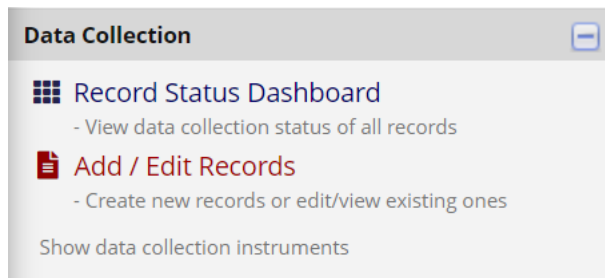 Data Collection
Record Status Dashboard
- View data collection status of all records
Add / Edit Records
- Create new records or edit/view existing ones
Show data collection instruments